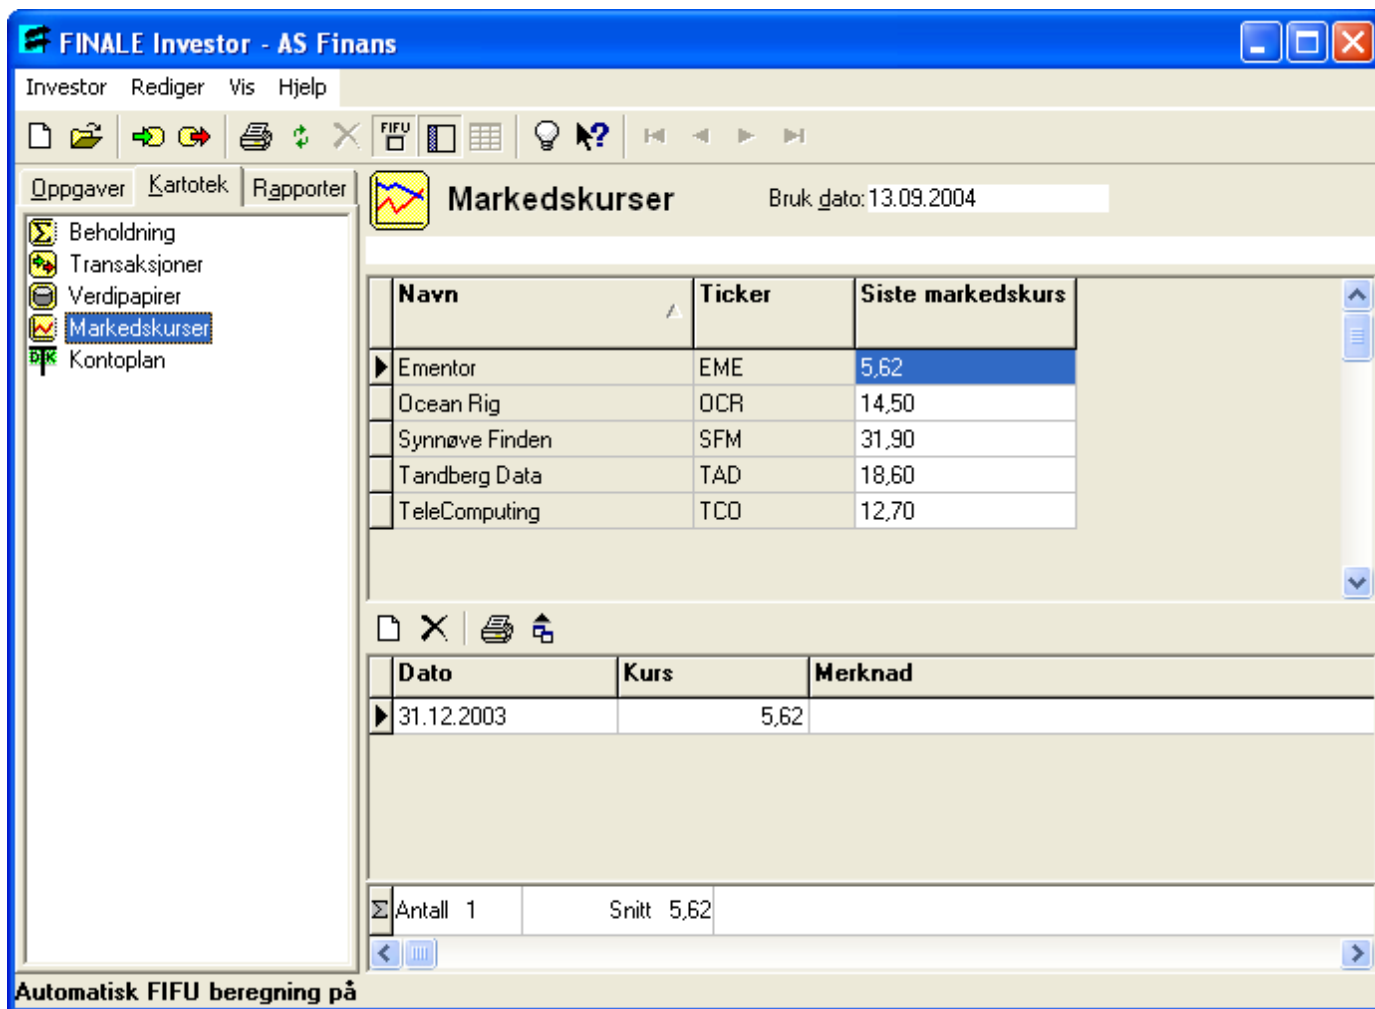 FINALE Investor - AS Finans
Investor Rediger Vis Hjelp
FIFU
Oppgaver Kartotek Rapporter
Markedskurser Bruk dato: 13.09.2004
Beholdning
Transaksjoner
Verdipapirer
Markedskurser
DTK Kontoplan
Navn Ticker Siste markedskurs
Ementor EME 5,62
Ocean Rig OCR 14,50
Synnøve Finden SFM 31,90
Tandberg Data TAD 18,60
TeleComputing TCO 12,70
Dato Kurs Merknad
31.12.2003 5,62
Σ Antall 1 Snitt 5,62
Automatisk FIFU beregning på